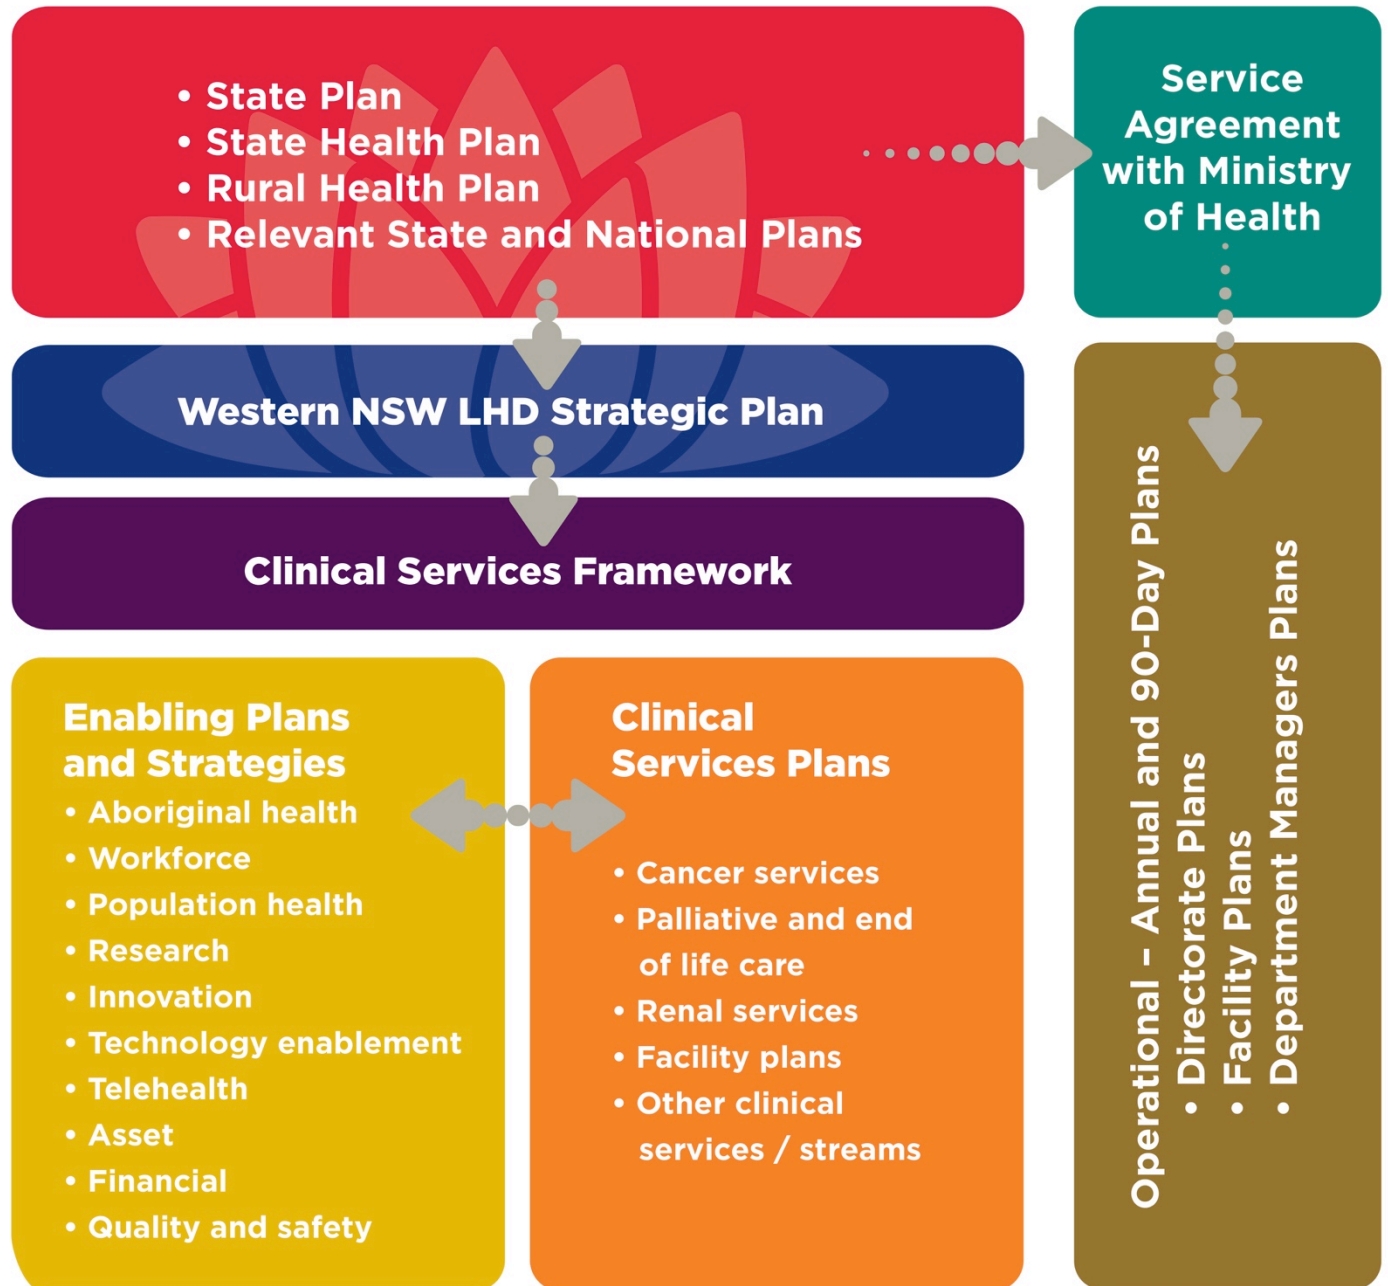 • State Plan
• State Health Plan
• Rural Health Plan
• Relevant State and National Plans
Service
Agreement
with Ministry
of Health
Western NSW LHD Strategic Plan
Clinical Services Framework
Enabling Plans
and Strategies
• Aboriginal health
• Workforce
• Population health
• Research
• Innovation
• Technology enablement
• Telehealth
• Asset
• Financial
• Quality and safety
Clinical
Services Plans
• Cancer services
• Palliative and end
of life care
• Renal services
• Facility plans
• Other clinical
services / streams
Operational – Annual and 90-Day Plans
• Directorate Plans
• Facility Plans
• Department Managers Plans